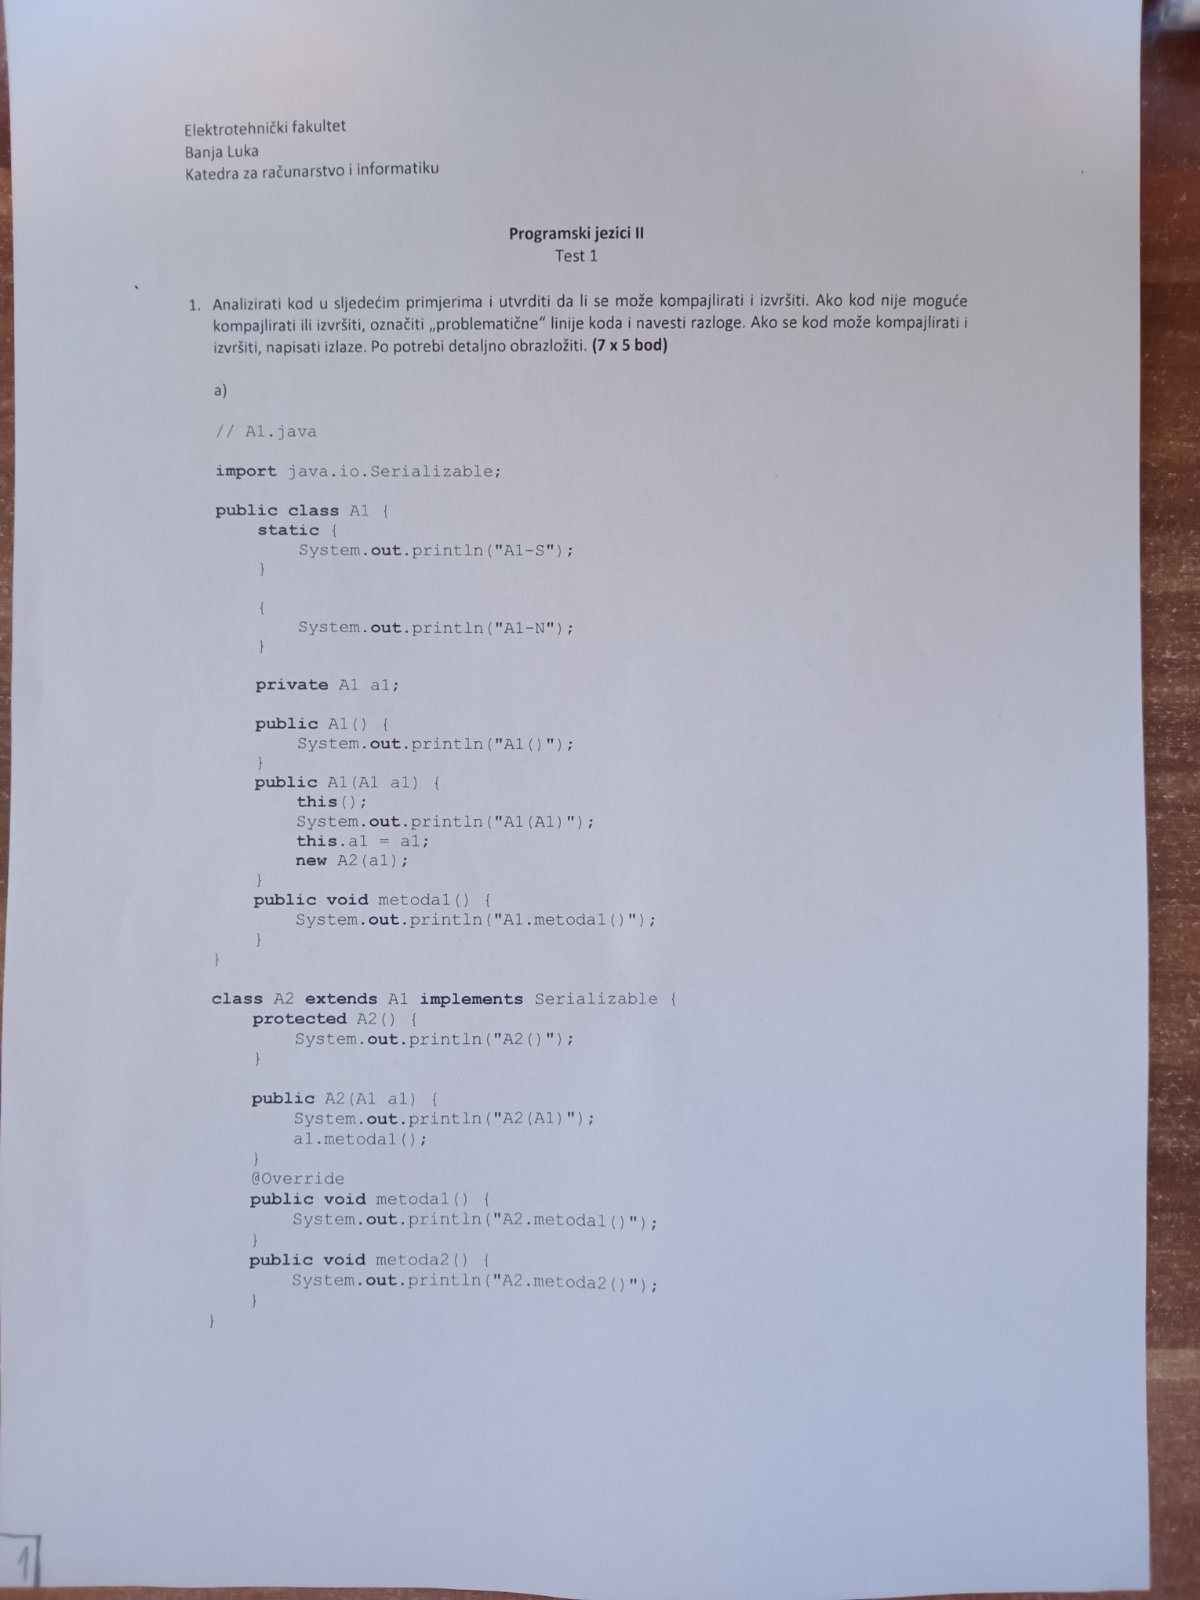 Elektrotehnički fakultet
Banja Luka
Katedra za računarstvo i informatiku
Programski jezici II
Test 1
1. Analizirati kod u sljedećim primjerima i utvrditi da li se može kompajlirati i izvršiti. Ako kod nije moguće
kompajlirati ili izvršiti, označiti „problematične“ linije koda i navesti razloge. Ako se kod može kompajlirati i
izvršiti, napisati izlaze. Po potrebi detaljno obrazložiti. (7 x 5 bod)
a)
// A1.java
import java.io.Serializable;
public class A1 {
static {
System.out.println("A1-S");
}
{
System.out.println("A1-N");
}
private A1 a1;
public A1() {
System.out.println("A1()");
}
public A1(A1 a1) {
this();
System.out.println("A1(A1)");
this.a1 = a1;
new A2(a1);
}
public void metoda1() {
System.out.println("A1.metoda1()");
}
}
class A2 extends A1 implements Serializable {
protected A2() {
System.out.println("A2()");
}
public A2(A1 a1) {
System.out.println("A2(A1)");
a1.metoda1();
}
@Override
public void metoda1() {
System.out.println("A2.metoda1()");
}
public void metoda2() {
System.out.println("A2.metoda2()");
}
}
1